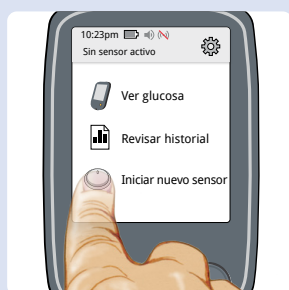 10:23pm
Sin sensor activo
Ver glucosa
Revisar historial
Iniciar nuevo sensor